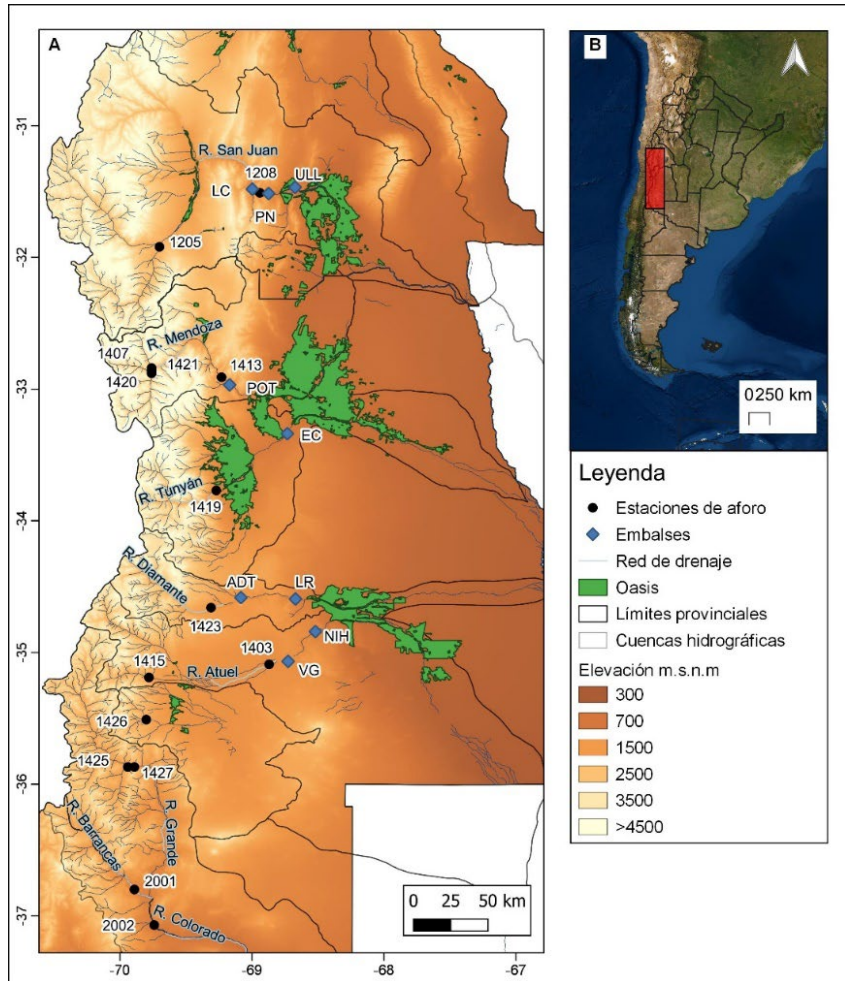 A
-31
-32
-33
-34
-35
-36
-37
-70
-69
-68
-67
R. San Juan
1208
ULL
LC
PN
1205
R. Mendoza
1407
1421
1413
1420
POT
EC
R. Tunyán
1419
R. Diamante
ADT
LR
1423
NIH
1403
1415
R. Atuel
VG
1426
1425
1427
R. Grande
R. Barrancas
2001
2002
R. Colorado
0 25 50 km
B
0250 km
Leyenda
Estaciones de aforo
Embalses
Red de drenaje
Oasis
Límites provinciales
Cuencas hidrográficas
Elevación m.s.n.m
300
700
1500
2500
3500
>4500